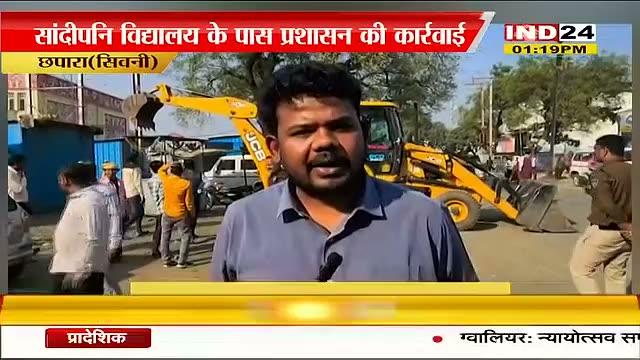 सांदीपनि विद्यालय के पास प्रशासन की कार्रवाई
IND24
छपारा(सिवनी)
01:19PM
JCB
प्रादेशिक
ग्वालियर: न्यायोत्सव